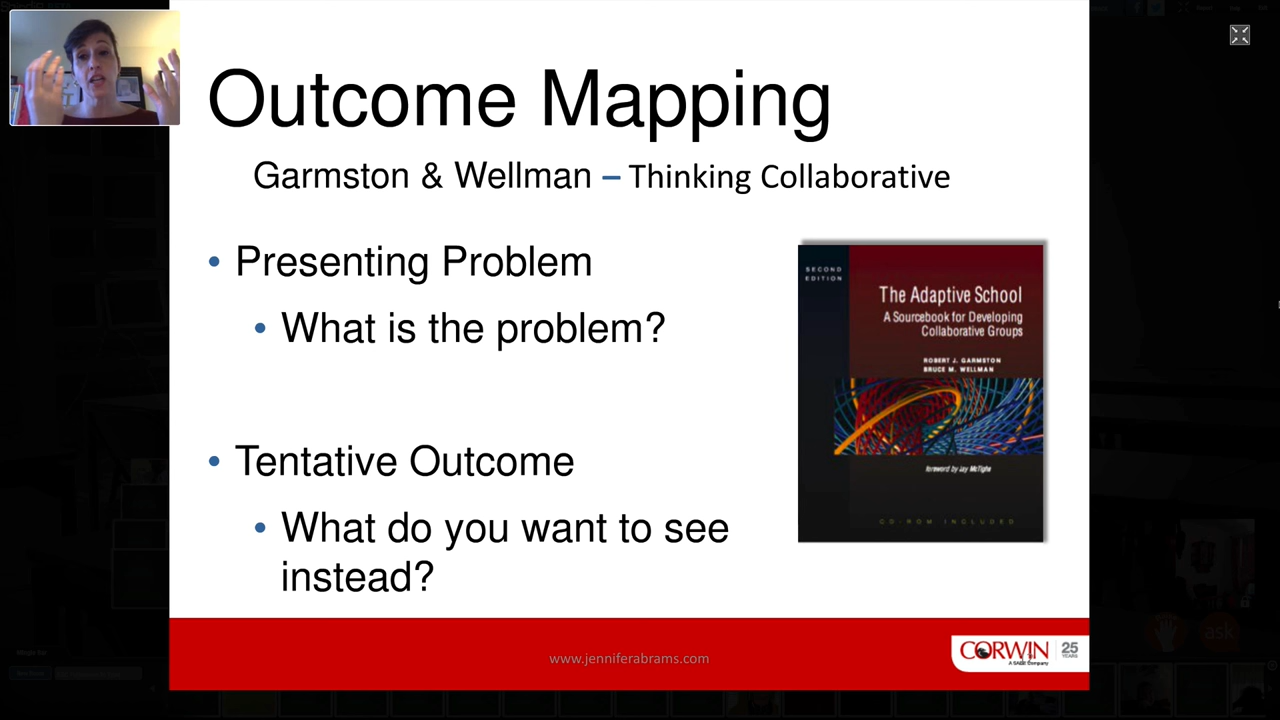 Outcome Mapping
Garmston & Wellman – Thinking Collaborative
• Presenting Problem
• What is the problem?
• Tentative Outcome
• What do you want to see
instead?
SECOND
EDITION
The Adaptive School
A Sourcebook for Developing
Collaborative Groups
ROBERT J. GARMSTON
BRUCE M. WELLMAN
foreword by Jay McTighe
CD-ROM INCLUDED
www.jenniferabrams.com
CORWIN
A SAGE Company
25
YEARS
ask